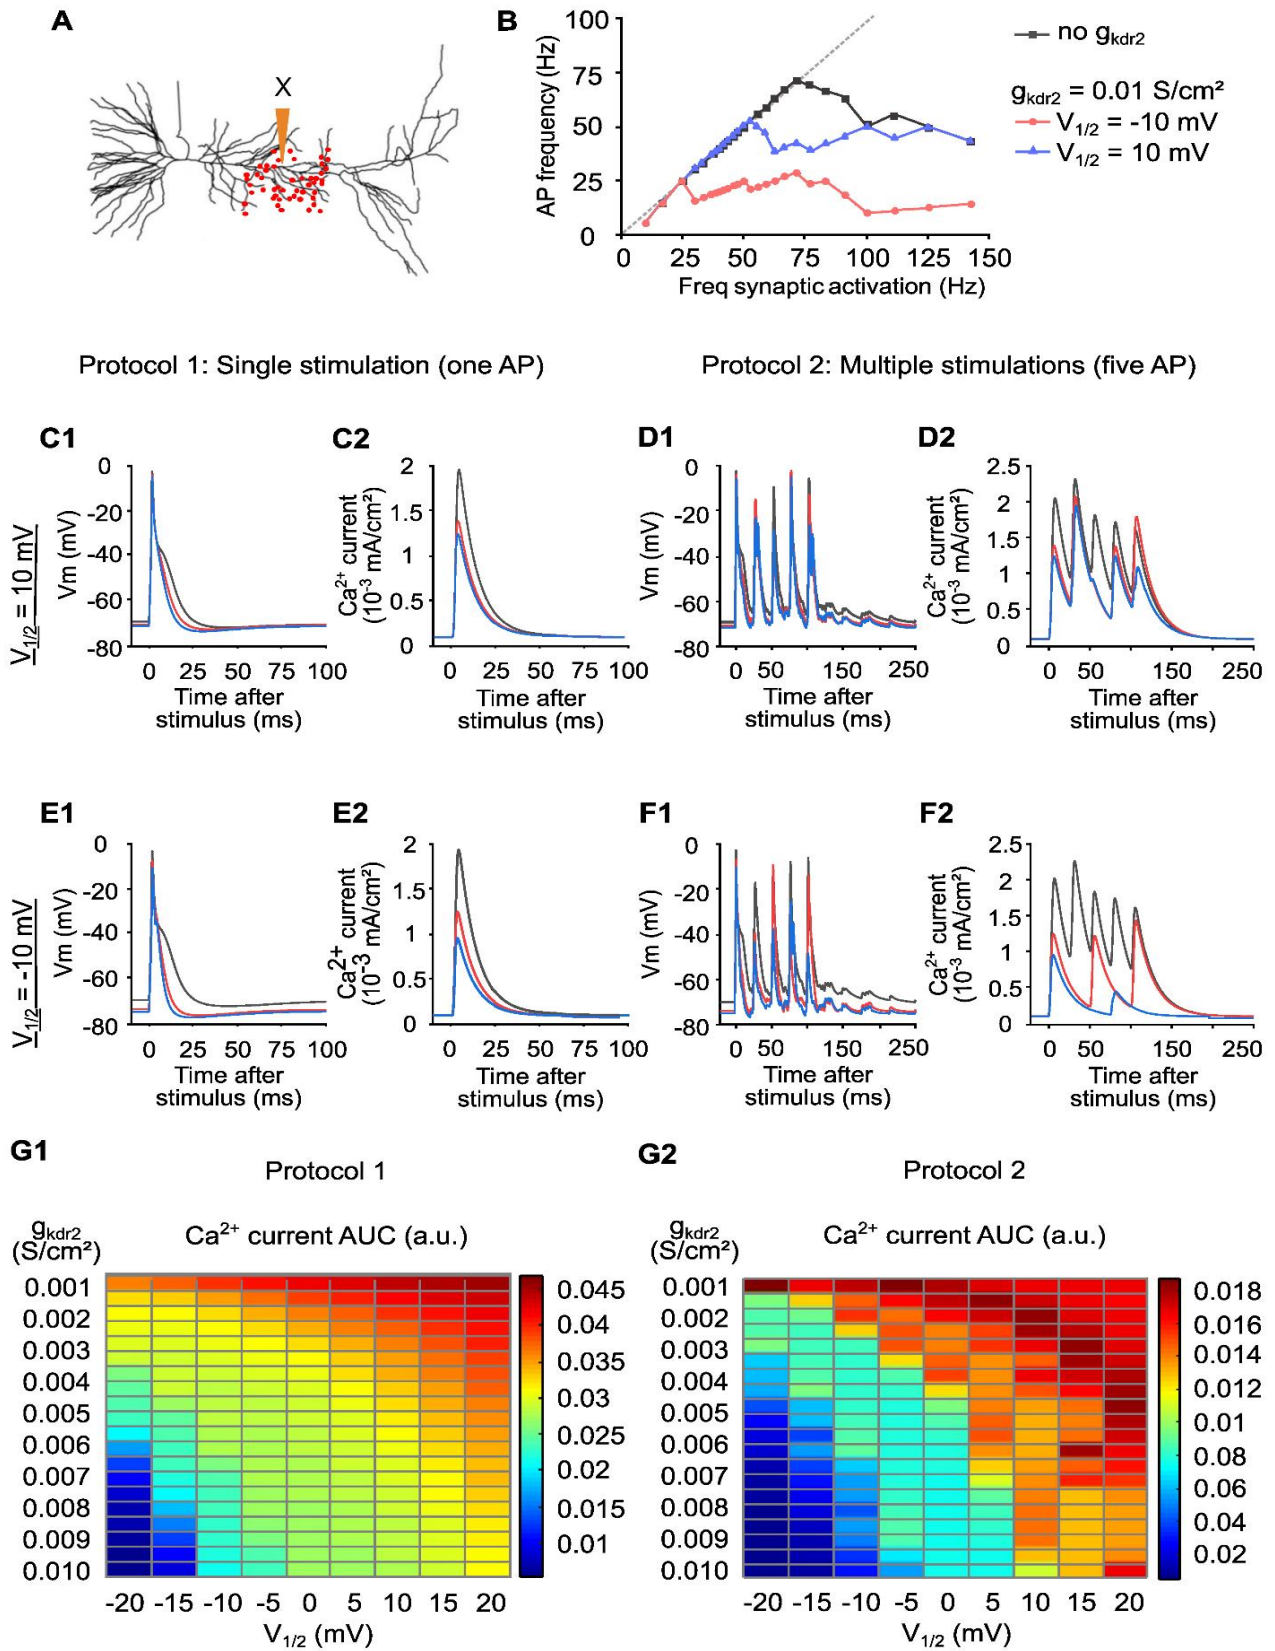 A
X
B
100
75
50
25
0
AP frequency (Hz)
0 25 50 75 100 125 150
Freq synaptic activation (Hz)
no gkdr2
gkdr2 = 0.01 S/cm²
V1/2 = -10 mV
V1/2 = 10 mV
Protocol 1: Single stimulation (one AP)
Protocol 2: Multiple stimulations (five AP)
V1/2 = 10 mV
C1
0
-20
-40
-60
-80
Vm (mV)
0 25 50 75 100
Time after
stimulus (ms)
C2
2
1.5
1
0.5
0
Ca²⁺ current
(10⁻³ mA/cm²)
0 25 50 75 100
Time after
stimulus (ms)
D1
0
-20
-40
-60
-80
Vm (mV)
0 50 150 250
Time after
stimulus (ms)
D2
2.5
2
1.5
1
0.5
0
Ca²⁺ current
(10⁻³ mA/cm²)
0 50 150 250
Time after
stimulus (ms)
V1/2 = -10 mV
E1
0
-20
-40
-60
-80
Vm (mV)
0 25 50 75 100
Time after
stimulus (ms)
E2
2
1.5
1
0.5
0
Ca2+ current
(10⁻³ mA/cm²)
0 25 50 75 100
Time after
stimulus (ms)
F1
0
-20
-40
-60
-80
Vm (mV)
0 50 150 250
Time after
stimulus (ms)
F2
2.5
2
1.5
1
0.5
0
Ca²⁺ current
(10⁻³ mA/cm²)
0 50 150 250
Time after
stimulus (ms)
G1
Protocol 1
gkdr2
(S/cm²)
Ca²⁺ current AUC (a.u.)
0.001
0.002
0.003
0.004
0.005
0.006
0.007
0.008
0.009
0.010
-20 -15 -10 -5 0 5 10 15 20
V1/2 (mV)
0.045
0.04
0.035
0.03
0.025
0.02
0.015
0.01
G2
Protocol 2
gkdr2
(S/cm²)
Ca²⁺ current AUC (a.u.)
0.001
0.002
0.003
0.004
0.005
0.006
0.007
0.008
0.009
0.010
-20 -15 -10 -5 0 5 10 15 20
V1/2 (mV)
0.018
0.016
0.014
0.012
0.01
0.08
0.06
0.04
0.02